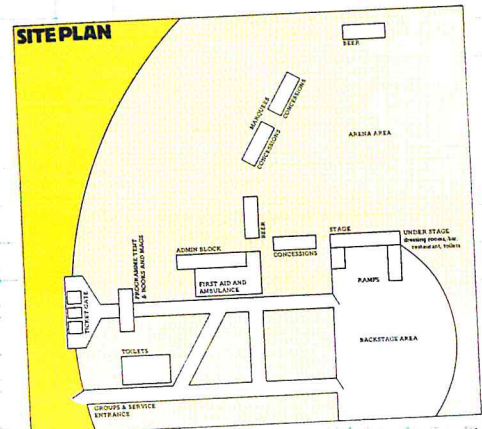 SITE PLAN
BEER
MARQUEES
CONCESSIONS
CONCESSIONS
ARENA AREA
BEER
STAGE
UNDER STAGE
dressing rooms, bar,
restaurant, toilets
ADMIN BLOCK
CONCESSIONS
PROGRAMME TENT
& BOOKS AND MAGS
FIRST AID AND
AMBULANCE
RAMPS
TICKET GATE
BACKSTAGE AREA
TOILETS
GROUPS & SERVICE
ENTRANCE